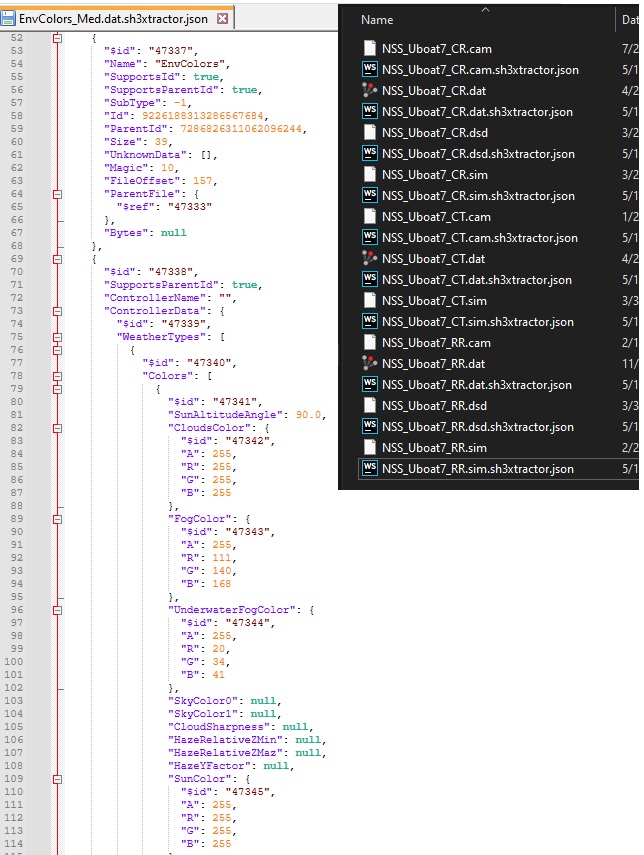 EnvColors_Med.dat.sh3xtractor.json
52 {
53 "$id": "47337",
54 "Name": "EnvColors",
55 "SupportsId": true,
56 "SupportsParentId": true,
57 "SubType": -1,
58 "Id": 9226188313286567684,
59 "ParentId": 7286826311062096244,
60 "Size": 39,
61 "UnknownData": [],
62 "Magic": 10,
63 "FileOffset": 157,
64 "ParentFile": {
65 "$ref": "47333"
66 },
67 "Bytes": null
68 },
69 {
70 "$id": "47338",
71 "SupportsParentId": true,
72 "ControllerName": "",
73 "ControllerData": {
74 "$id": "47339",
75 "WeatherTypes": [
76 {
77 "$id": "47340",
78 "Colors": [
79 {
80 "$id": "47341",
81 "SunAltitudeAngle": 90.0,
82 "CloudsColor": {
83 "$id": "47342",
84 "A": 255,
85 "R": 255,
86 "G": 255,
87 "B": 255
88 },
89 "FogColor": {
90 "$id": "47343",
91 "A": 255,
92 "R": 111,
93 "G": 140,
94 "B": 168
95 },
96 "UnderwaterFogColor": {
97 "$id": "47344",
98 "A": 255,
99 "R": 20,
100 "G": 34,
101 "B": 41
102 },
103 "SkyColor0": null,
104 "SkyColor1": null,
105 "CloudSharpness": null,
106 "HazeRelativeZMin": null,
107 "HazeRelativeZMaz": null,
108 "HazeYFactor": null,
109 "SunColor": {
110 "$id": "47345",
111 "A": 255,
112 "R": 255,
113 "G": 255,
114 "B": 255
Name Dat
NSS_Uboat7_CR.cam 7/2
WS NSS_Uboat7_CR.cam.sh3xtractor.json 5/1
NSS_Uboat7_CR.dat 4/2
WS NSS_Uboat7_CR.dat.sh3xtractor.json 5/1
NSS_Uboat7_CR.dsd 3/2
WS NSS_Uboat7_CR.dsd.sh3xtractor.json 5/1
NSS_Uboat7_CR.sim 3/2
WS NSS_Uboat7_CR.sim.sh3xtractor.json 5/1
NSS_Uboat7_CT.cam 1/2
WS NSS_Uboat7_CT.cam.sh3xtractor.json 5/1
NSS_Uboat7_CT.dat 4/2
WS NSS_Uboat7_CT.dat.sh3xtractor.json 5/1
NSS_Uboat7_CT.sim 3/3
WS NSS_Uboat7_CT.sim.sh3xtractor.json 5/1
NSS_Uboat7_RR.cam 2/1
NSS_Uboat7_RR.dat 11/
WS NSS_Uboat7_RR.dat.sh3xtractor.json 5/1
NSS_Uboat7_RR.dsd 3/3
WS NSS_Uboat7_RR.dsd.sh3xtractor.json 5/1
NSS_Uboat7_RR.sim 2/2
WS NSS_Uboat7_RR.sim.sh3xtractor.json 5/1